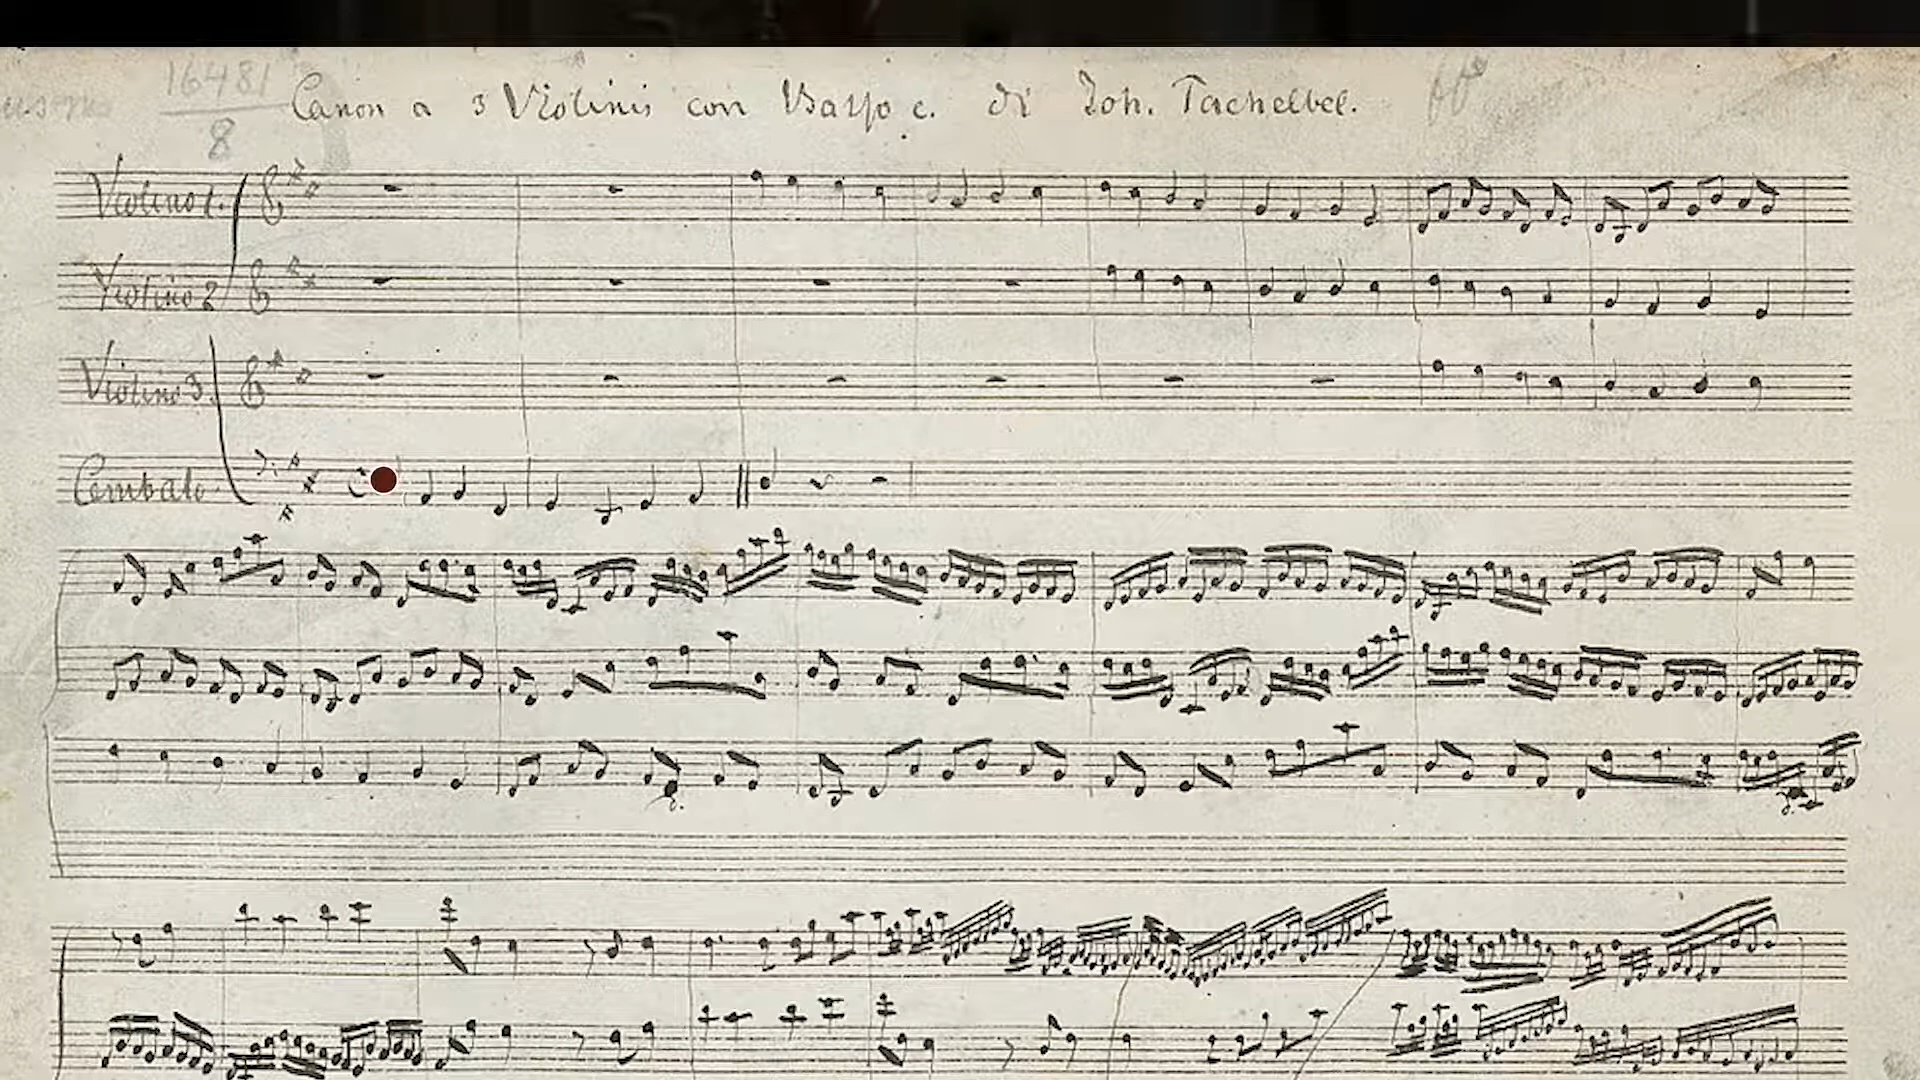 16481
8
Canon a 3 Violinis con Basso c. di Joh. Pachelbel.
Violino 1.
Violino 2
Violino 3.
Cembalo.